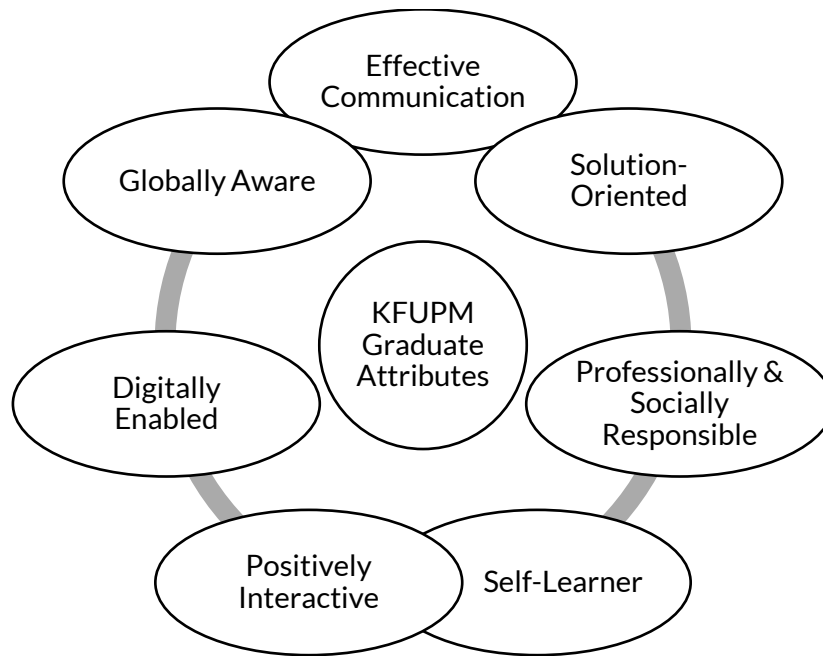 Effective
Communication
Globally Aware
Solution-
Oriented
KFUPM
Graduate
Attributes
Digitally
Enabled
Professionally &
Socially
Responsible
Positively
Interactive
Self-Learner